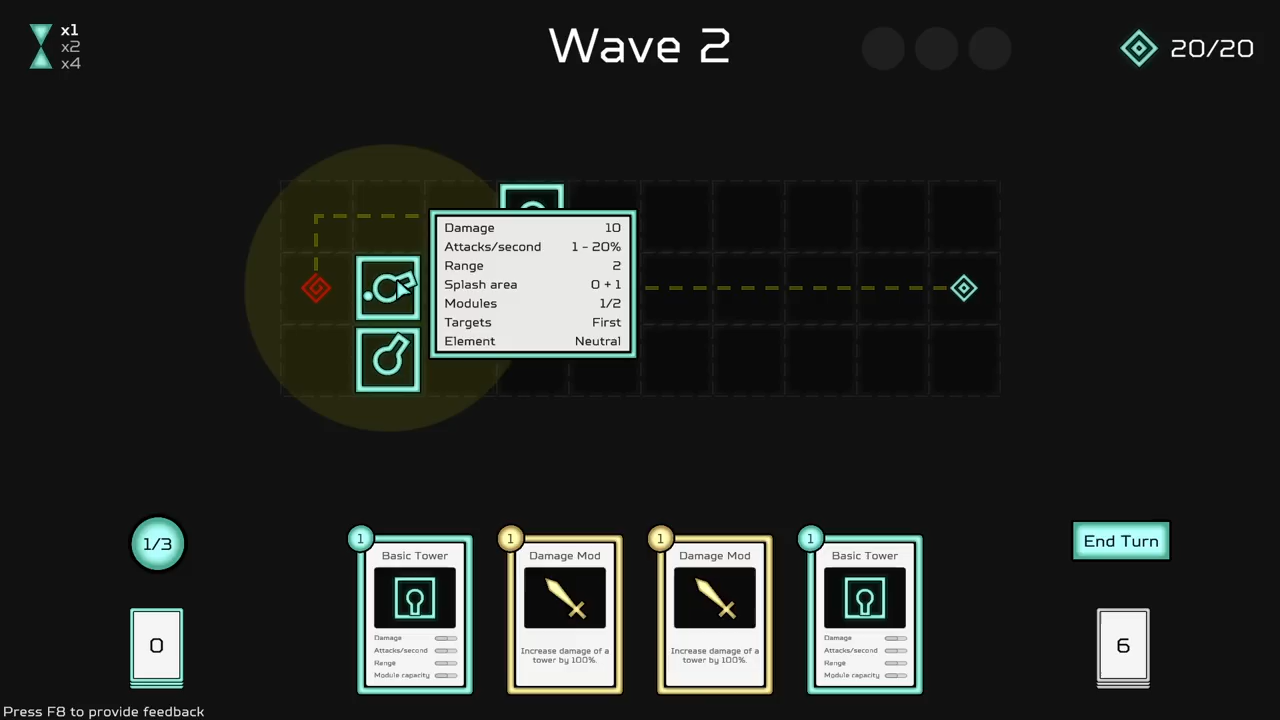 x1
x2
x4
Wave 2
20/20
Damage 10
Attacks/second 1 - 20%
Range 2
Splash area 0 + 1
Modules 1/2
Targets First
Element Neutral
1/3
1
Basic Tower
Damage
Attacks/second
Range
Module capacity
1
Damage Mod
Increase damage of a
tower by 100%.
1
Damage Mod
Increase damage of a
tower by 100%.
1
Basic Tower
Damage
Attacks/second
Range
Module capacity
End Turn
0
6
Press F8 to provide feedback